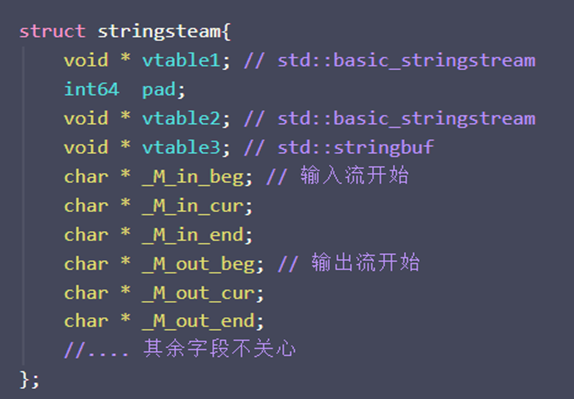 struct stringsteam{
    void * vtable1; // std::basic_stringstream
    int64  pad;
    void * vtable2; // std::basic_stringstream
    void * vtable3; // std::stringbuf
    char * _M_in_beg; // 输入流开始
    char * _M_in_cur;
    char * _M_in_end;
    char * _M_out_beg; // 输出流开始
    char * _M_out_cur;
    char * _M_out_end;
    //.... 其余字段不关心
};